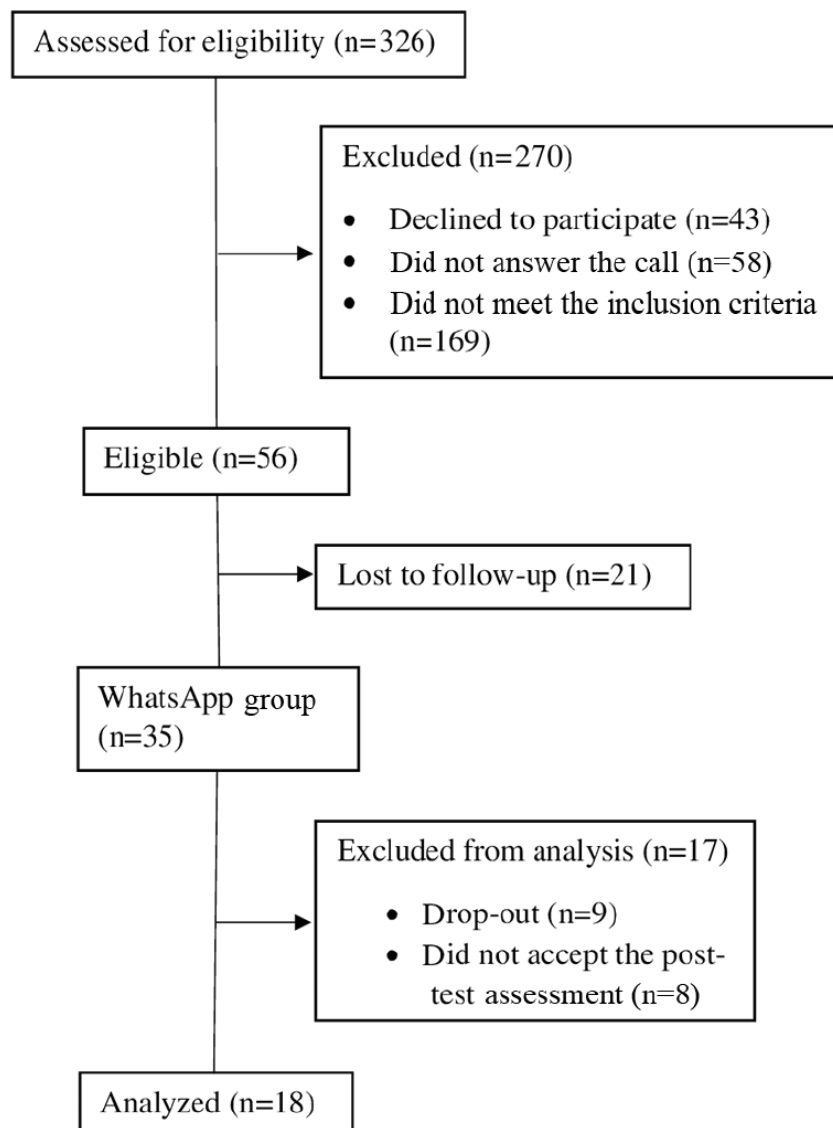 Assessed for eligibility (n=326)
Excluded (n=270)
• Declined to participate (n=43)
• Did not answer the call (n=58)
• Did not meet the inclusion criteria
(n=169)
Eligible (n=56)
Lost to follow-up (n=21)
WhatsApp group
(n=35)
Excluded from analysis (n=17)
• Drop-out (n=9)
• Did not accept the post-
test assessment (n=8)
Analyzed (n=18)